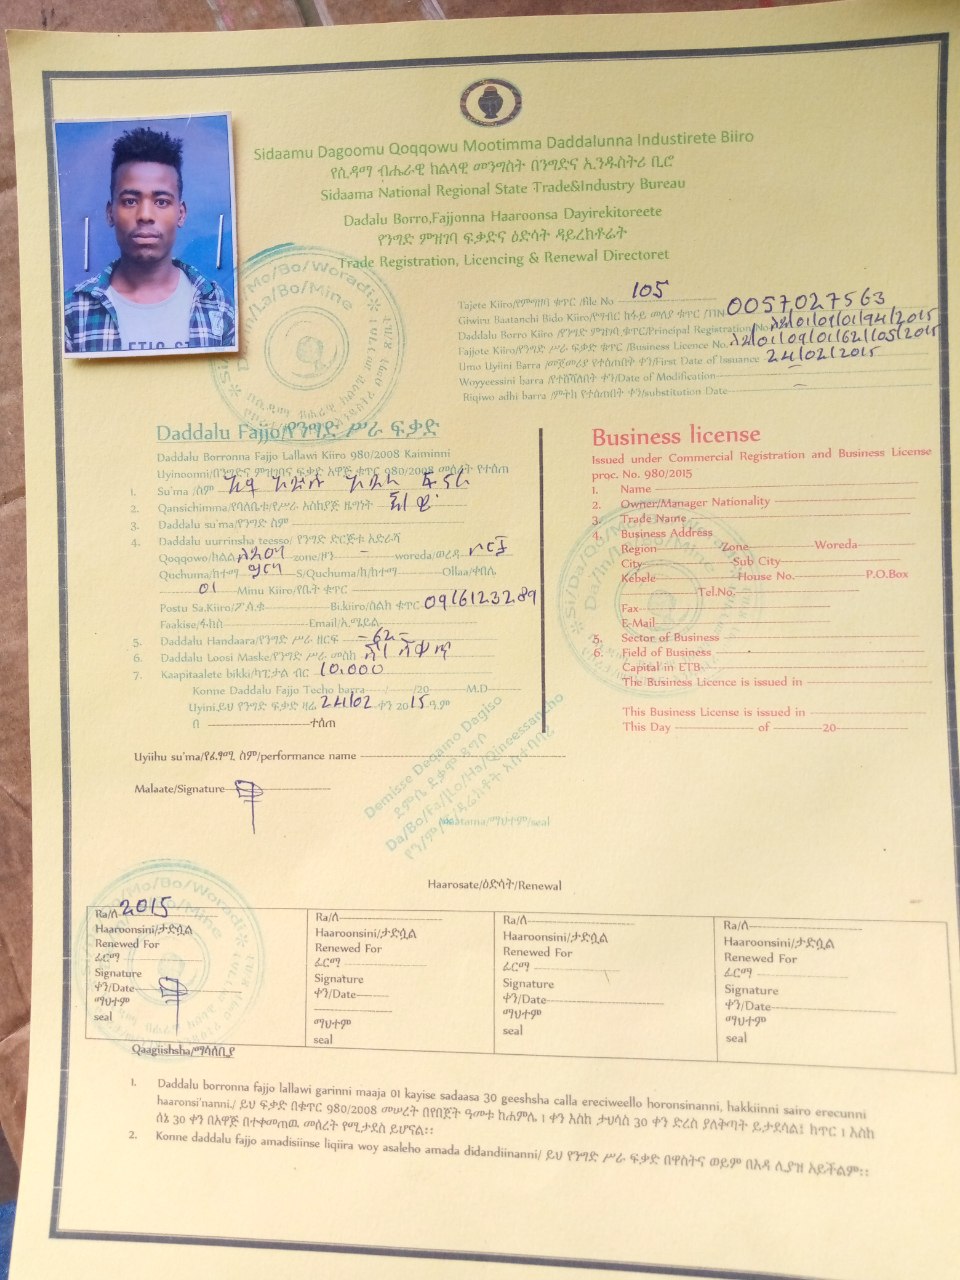 Sidaamu Dagoomu Qoqqowu Mootimma Daddalunna Industirete Biiro
የሲዳማ ብሔራዊ ክልላዊ መንግስት በንግድና ኢንዱስትሪ ቢሮ
Sidaama National Regional State Trade&Industry Bureau
Dadalu Borro,Fajjonna Haaroonsa Dayirekitoreete
የንግድ ምዝገባ ፍቃድና ዕድሳት ዳይረክቶሬት
Trade Registration, Licencing & Renewal Directoret
Tajete Kiiro/የምዝገባ ቁጥር /file No 105
Giwiru Baatanchi Bido Kiiro/የግብር ከፋይ መለያ ቁጥር /TIN 0057027563
Daddalu Borro Kiiro /የንግድ ምዝገባ ቁጥር/Principal Registration No
Fajjote Kiiro/የንግድ ሥራ ፍቃድ ቁጥር /Business Licence No.
Umo Uyiini Barra /መጀመሪያ የተሰጠበት ቀን/First Date of Issuance 24/02/2015
Woyyeessini barra /የተሻሻለበት ቀን/Date of Modification
Riqiwo adhi barra /ምትክ የተሰጠበት ቀን/substitution Date
Daddalu Fajjo/የንግድ ሥራ ፍቃድ
Daddalu Borronna Fajjo Lallawi Kiiro 980/2008 Kaiminni
Uyinoonni/በንግድና ምዝገባና ፍቃድ አዋጅ ቁጥር 980/2008 መሰረት የተሰጠ
1. Su'ma /ስም
2. Qansichimma/የባለቤቱ/የሥራ አስኪያጅ ዜግነት
3. Daddalu su'ma/የንግድ ስም
4. Daddalu uurrinsha teesso/ የንግድ ድርጅቱ አድራሻ
Qoqqowo/ክልል ሲዳማ zone/ዞን - woreda/ወረዳ
Quchuma/ከተማ S/Quchuma/ክ/ከተማ Ollaa/ቀበሌ
01 Minu Kiiro/የቤት ቁጥር
Postu Sa.Kiiro/ፖ.ሳ.ቁ Bi.kiiro/ስልክ ቁጥር 0916123289
Faakise/ፋክስ Email/ኢ.ሜይል
5. Daddalu Handaara/የንግድ ሥራ ዘርፍ
6. Daddalu Loosi Maske/የንግድ ሥራ መስክ
7. Kaapitaalete bikki/ካፒታል ብር 10.000
Konne Daddalu Fajjo Techo barra / /20 M.D
Uyini.ይህ የንግድ ፍቃድ ዛሬ 24/02 ቀን 2015 ዓ.ም
በ ተሰጠ
Business license
Issued under Commercial Registration and Business License
proc. No. 980/2015
1. Name
2. Owner/Manager Nationality
3. Trade Name
4. Business Address
Region Zone Woreda
City Sub City
Kebele House No. P.O.Box
Tel.No.
Fax
E-Mail
5. Sector of Business
6. Field of Business
Capital in ETB
The Business Licence is issued in
This Business License is issued in
This Day of 20
Uyiihu su'ma/የፈፃሚ ስም/performance name
Malaate/Signature
Demisse Deqamo Dagiso
/ማህተም/seal
Haarosate/ዕድሳት/Renewal
Ra/ለ 2015
Haaroonsini/ታድሷል
Renewed For
ፊርማ
Signature
ቀን/Date
ማህተም
seal
Ra/ለ
Haaroonsini/ታድሷል
Renewed For
ፊርማ
Signature
ቀን/Date
ማህተም
seal
Ra/ለ
Haaroonsini/ታድሷል
Renewed For
ፊርማ
Signature
ቀን/Date
ማህተም
seal
Ra/ለ
Haaroonsini/ታድሷል
Renewed For
ፊርማ
Signature
ቀን/Date
ማህተም
seal
Qaagiishsha/ማሳሰቢያ
1. Daddalu borronna fajjo lallawi garinni maaja 01 kayise sadaasa 30 geeshsha calla ereciweello horonsinanni, hakkiinni sairo erecunni
haaronsi'nanni./ ይህ ፍቃድ በቁጥር 980/2008 መሠረት በየበጀት ዓመቱ ከሐምሌ 1 ቀን እስከ ታህሳስ 30 ቀን ድረስ ያለቅጣት ይታደሳል፤ ከጥር 1 እስከ
ሰኔ 30 ቀን በአዋጅ በተቀመጠዉ መሰረት የሚታደስ ይሆናል።
2. Konne daddalu fajjo amadisiinse liqiira woy asaleho amada didandiinanni/ ይህ የንግድ ሥራ ፍቃድ በዋስትና ወይም በእዳ ሊያዝ አይችልም።